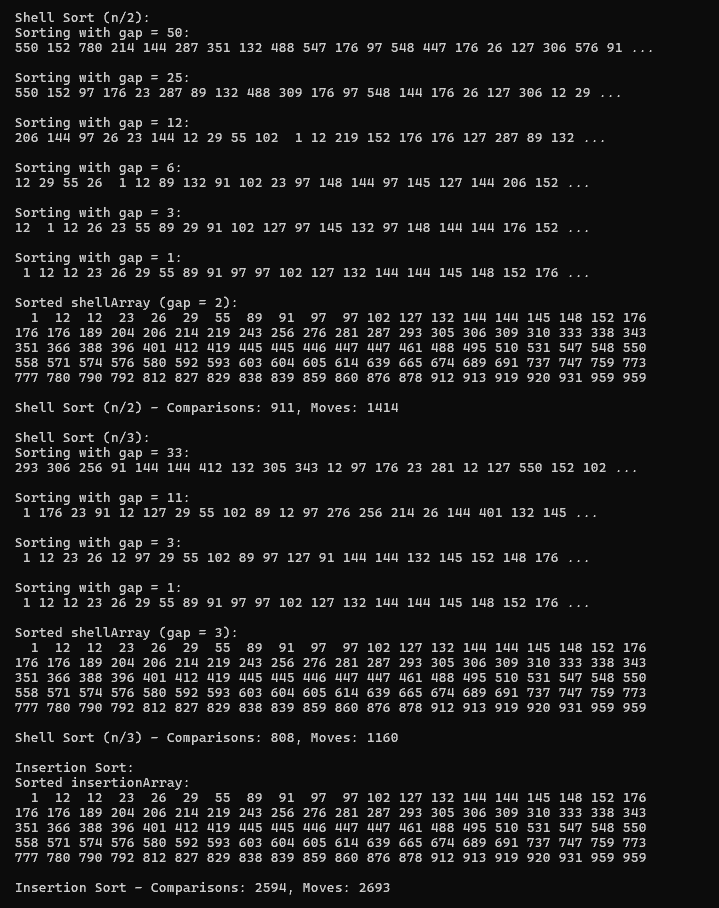 Shell Sort (n/2):
Sorting with gap = 50:
550 152 780 214 144 287 351 132 488 547 176 97 548 447 176 26 127 306 576 91 ...
Sorting with gap = 25:
550 152 97 176 23 287 89 132 488 309 176 97 548 144 176 26 127 306 12 29 ...
Sorting with gap = 12:
206 144 97 26 23 144 12 29 55 102  1 12 219 152 176 176 127 287 89 132 ...
Sorting with gap = 6:
12 29 55 26  1 12 89 132 91 102 23 97 148 144 97 145 127 144 206 152 ...
Sorting with gap = 3:
12  1 12 26 23 55 89 29 91 102 127 97 145 132 97 148 144 144 176 152 ...
Sorting with gap = 1:
 1 12 12 23 26 29 55 89 91 97 97 102 127 132 144 144 145 148 152 176 ...
Sorted shellArray (gap = 2):
  1  12  12  23  26  29  55  89  91  97  97 102 127 132 144 144 145 148 152 176
176 176 189 204 206 214 219 243 256 276 281 287 293 305 306 309 310 333 338 343
351 366 388 396 401 412 419 445 445 446 447 447 461 488 495 510 531 547 548 550
558 571 574 576 580 592 593 603 604 605 614 639 665 674 689 691 737 747 759 773
777 780 790 792 812 827 829 838 839 859 860 876 878 912 913 919 920 931 959 959
Shell Sort (n/2) - Comparisons: 911, Moves: 1414
Shell Sort (n/3):
Sorting with gap = 33:
293 306 256 91 144 144 412 132 305 343 12 97 176 23 281 12 127 550 152 102 ...
Sorting with gap = 11:
 1 176 23 91 12 127 29 55 102 89 12 97 276 256 214 26 144 401 132 145 ...
Sorting with gap = 3:
 1 12 23 26 12 97 29 55 102 89 97 127 91 144 144 132 145 152 148 176 ...
Sorting with gap = 1:
 1 12 12 23 26 29 55 89 91 97 97 102 127 132 144 144 145 148 152 176 ...
Sorted shellArray (gap = 3):
  1  12  12  23  26  29  55  89  91  97  97 102 127 132 144 144 145 148 152 176
176 176 189 204 206 214 219 243 256 276 281 287 293 305 306 309 310 333 338 343
351 366 388 396 401 412 419 445 445 446 447 447 461 488 495 510 531 547 548 550
558 571 574 576 580 592 593 603 604 605 614 639 665 674 689 691 737 747 759 773
777 780 790 792 812 827 829 838 839 859 860 876 878 912 913 919 920 931 959 959
Shell Sort (n/3) - Comparisons: 808, Moves: 1160
Insertion Sort:
Sorted insertionArray:
  1  12  12  23  26  29  55  89  91  97  97 102 127 132 144 144 145 148 152 176
176 176 189 204 206 214 219 243 256 276 281 287 293 305 306 309 310 333 338 343
351 366 388 396 401 412 419 445 445 446 447 447 461 488 495 510 531 547 548 550
558 571 574 576 580 592 593 603 604 605 614 639 665 674 689 691 737 747 759 773
777 780 790 792 812 827 829 838 839 859 860 876 878 912 913 919 920 931 959 959
Insertion Sort - Comparisons: 2594, Moves: 2693